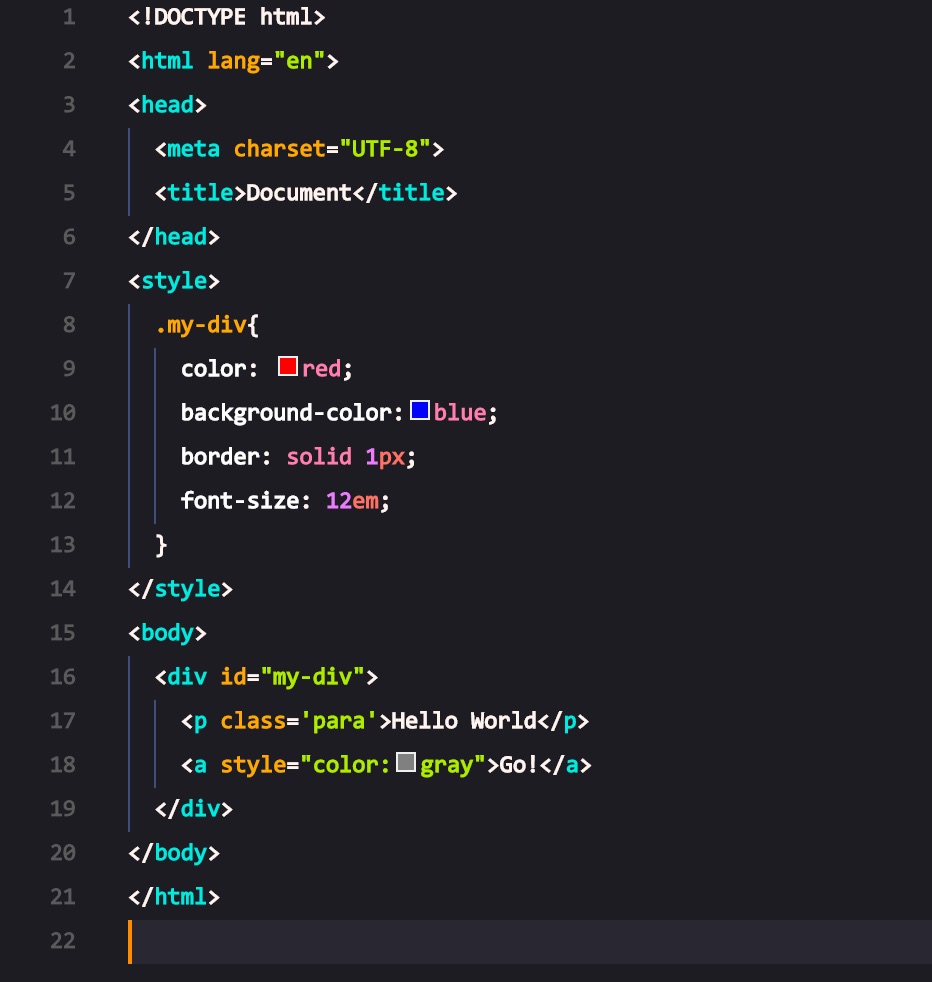 1 <!DOCTYPE html>
2 <html lang="en">
3 <head>
4   <meta charset="UTF-8">
5   <title>Document</title>
6 </head>
7 <style>
8   .my-div{
9     color: red;
10     background-color:blue;
11     border: solid 1px;
12     font-size: 12em;
13   }
14 </style>
15 <body>
16   <div id="my-div">
17     <p class='para'>Hello World</p>
18     <a style="color:gray">Go!</a>
19   </div>
20 </body>
21 </html>
22